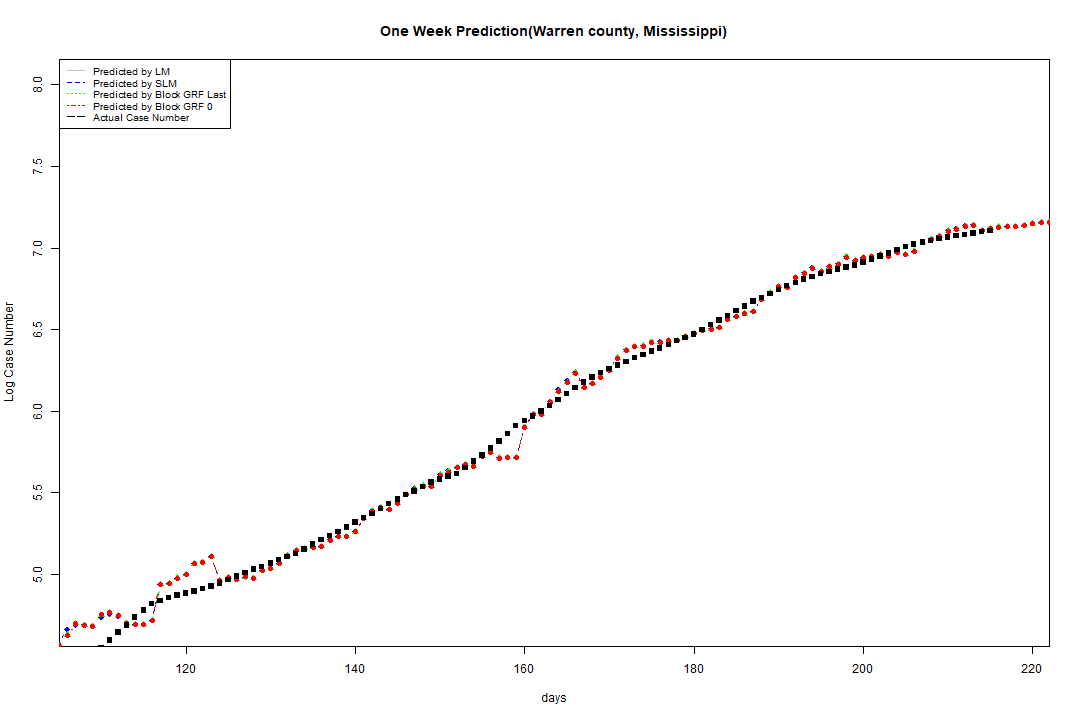 One Week Prediction(Warren county, Mississippi)
Predicted by LM
Predicted by SLM
Predicted by Block GRF Last
Predicted by Block GRF 0
Actual Case Number
8.0
7.5
7.0
6.5
6.0
5.5
5.0
Log Case Number
120 140 160 180 200 220
days